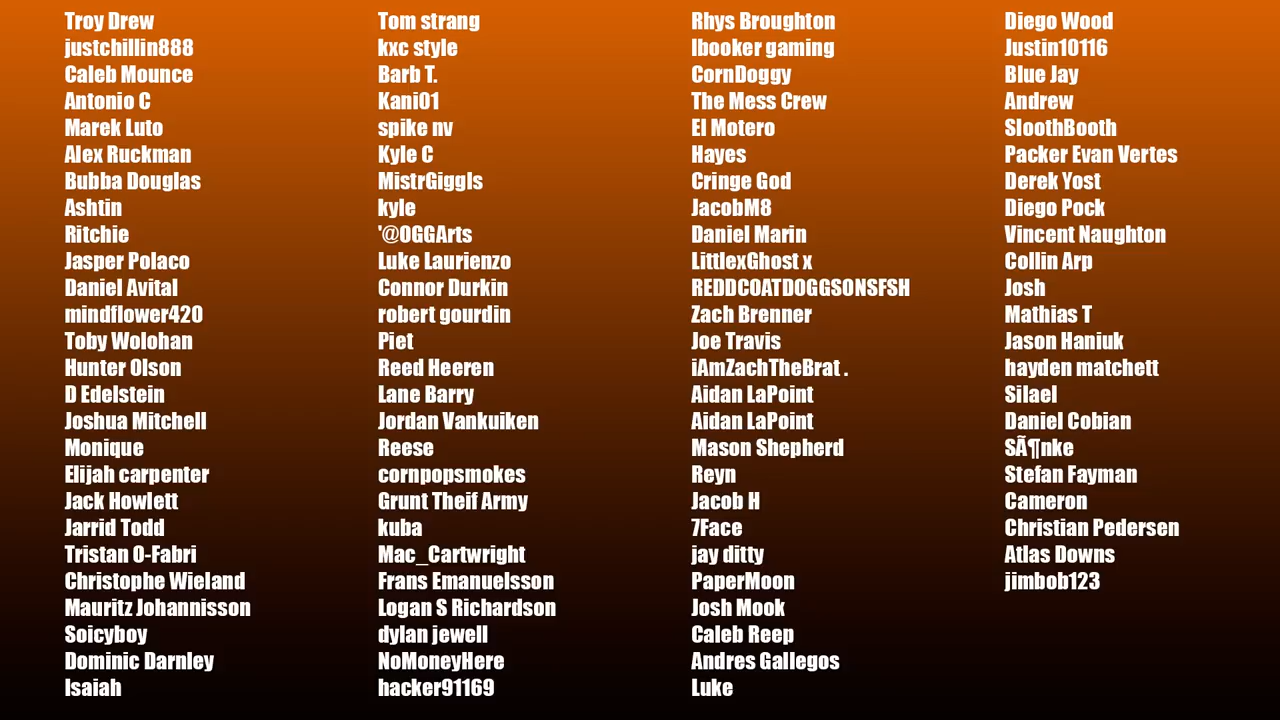 Troy Drew
justchillin888
Caleb Mounce
Antonio C
Marek Luto
Alex Ruckman
Bubba Douglas
Ashtin
Ritchie
Jasper Polaco
Daniel Avital
mindflower420
Toby Wolohan
Hunter Olson
D Edelstein
Joshua Mitchell
Monique
Elijah carpenter
Jack Howlett
Jarrid Todd
Tristan O-Fabri
Christophe Wieland
Mauritz Johannisson
Soicyboy
Dominic Darnley
Isaiah
Tom strang
kxc style
Barb T.
Kani01
spike nv
Kyle C
MistrGiggls
kyle
'@OGGArts
Luke Laurienzo
Connor Durkin
robert gourdin
Piet
Reed Heeren
Lane Barry
Jordan Vankuiken
Reese
cornpopsmokes
Grunt Theif Army
kuba
Mac_Cartwright
Frans Emanuelsson
Logan S Richardson
dylan jewell
NoMoneyHere
hacker91169
Rhys Broughton
lbooker gaming
CornDoggy
The Mess Crew
El Motero
Hayes
Cringe God
JacobM8
Daniel Marin
LittlexGhost x
REDDCOATDOGGSONSFSH
Zach Brenner
Joe Travis
iAmZachTheBrat .
Aidan LaPoint
Aidan LaPoint
Mason Shepherd
Reyn
Jacob H
7Face
jay ditty
PaperMoon
Josh Mook
Caleb Reep
Andres Gallegos
Luke
Diego Wood
Justin10116
Blue Jay
Andrew
SloothBooth
Packer Evan Vertes
Derek Yost
Diego Pock
Vincent Naughton
Collin Arp
Josh
Mathias T
Jason Haniuk
hayden matchett
Silael
Daniel Cobian
SÃ¶nke
Stefan Fayman
Cameron
Christian Pedersen
Atlas Downs
jimbob123